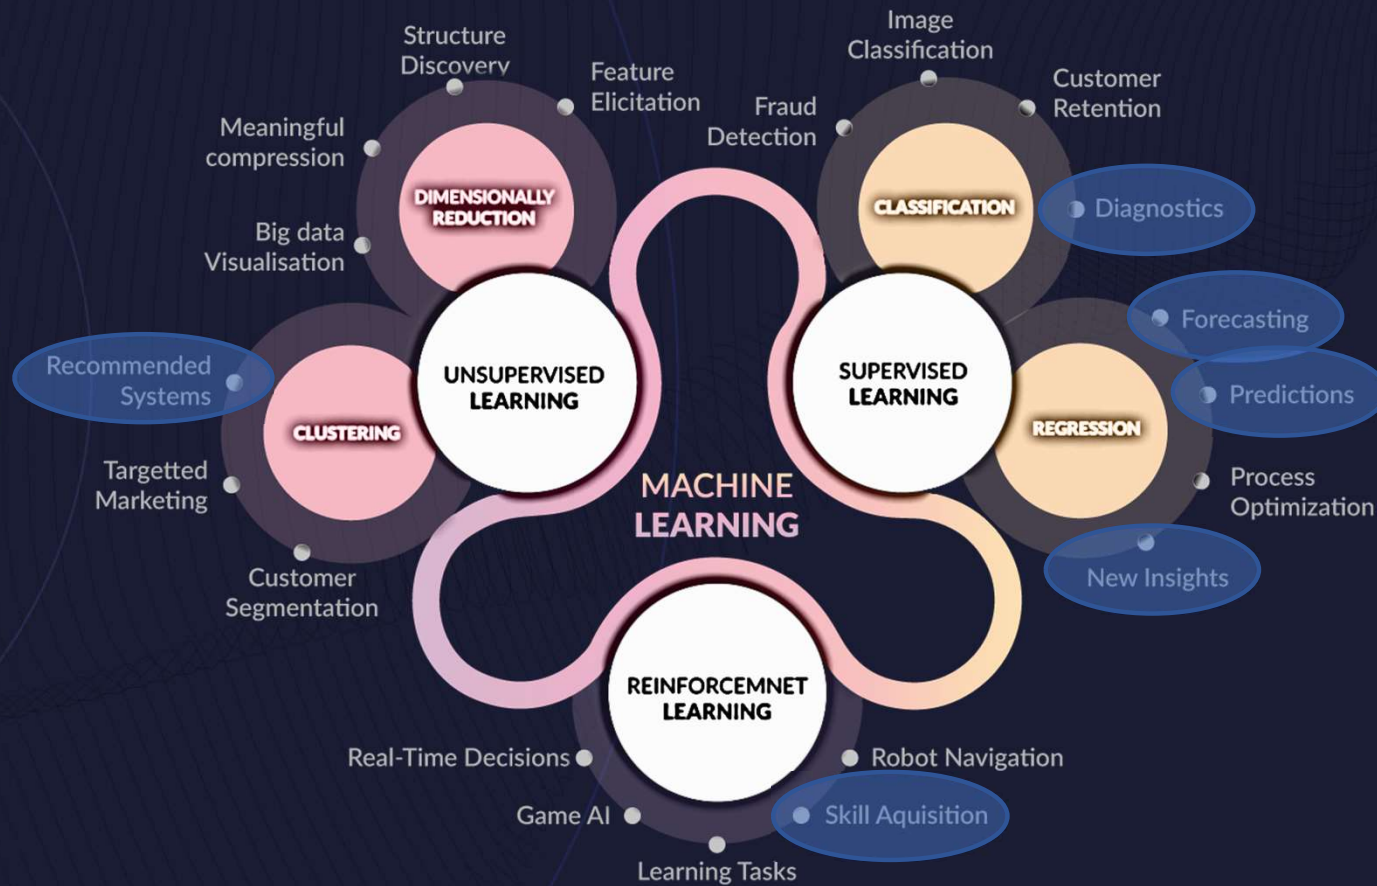 Structure
Discovery
Feature
Elicitation
Meaningful
compression
Big data
Visualisation
DIMENSIONALLY
REDUCTION
Recommended
Systems
Targetted
Marketing
Customer
Segmentation
CLUSTERING
UNSUPERVISED
LEARNING
Image
Classification
Fraud
Detection
Customer
Retention
Diagnostics
CLASSIFICATION
SUPERVISED
LEARNING
Forecasting
Predictions
Process
Optimization
New Insights
REGRESSION
MACHINE
LEARNING
REINFORCEMNET
LEARNING
Real-Time Decisions
Game AI
Learning Tasks
Skill Aquisition
Robot Navigation